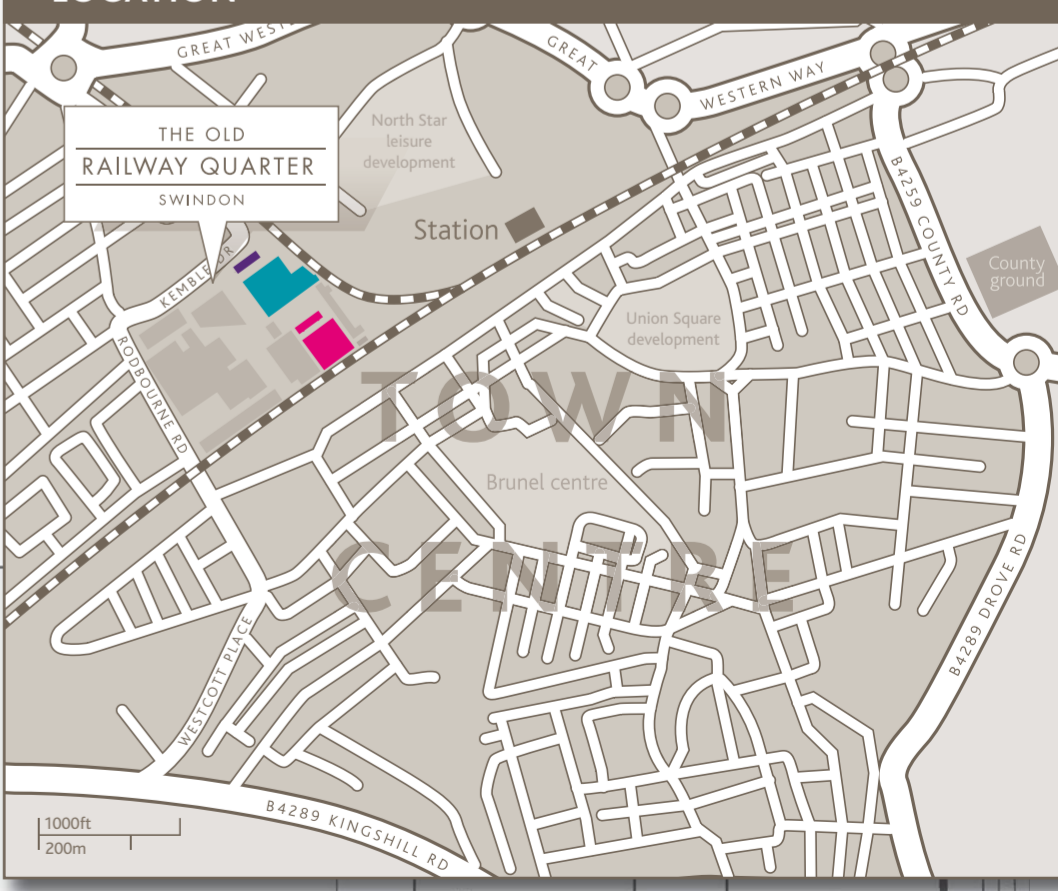 GREAT WEST
GREAT
WESTERN WAY
THE OLD
RAILWAY QUARTER
SWINDON
North Star
leisure
development
Station
B4259 COUNTY RD
County
ground
KEMBLE DR
Union Square
development
RODBOURNE RD
TOWN
Brunel centre
CENTRE
B4289 DROVE RD
WESTCOTT PLACE
B4289 KINGSHILL RD
1000ft
200m